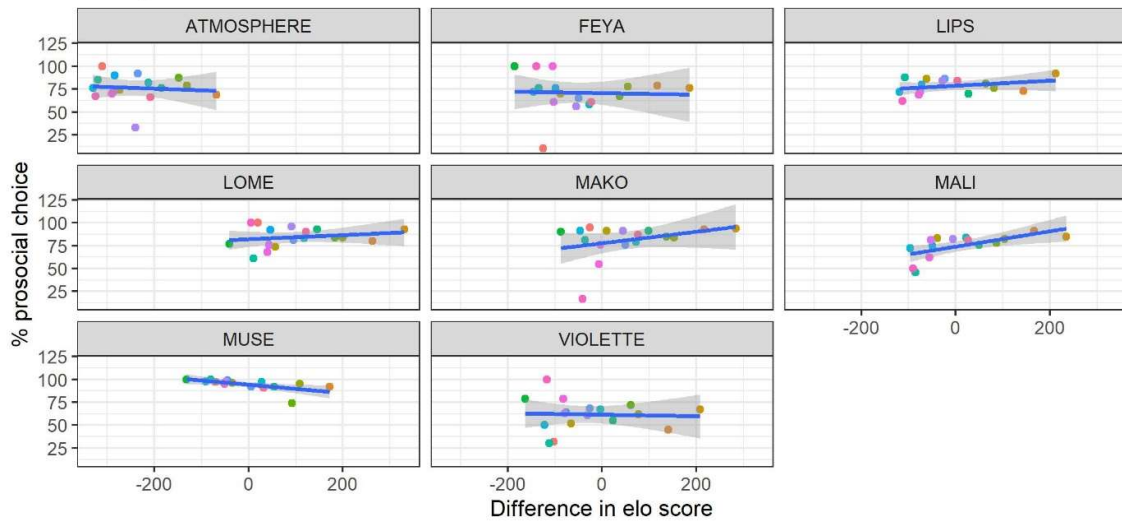 ATMOSPHERE FEYA LIPS
125
100
75
50
25
LOME MAKO MALI
125
100
75
50
25
-200 0 200
MUSE VIOLETTE
125
100
75
50
25
-200 0 200 -200 0 200
% prosocial choice
Difference in elo score